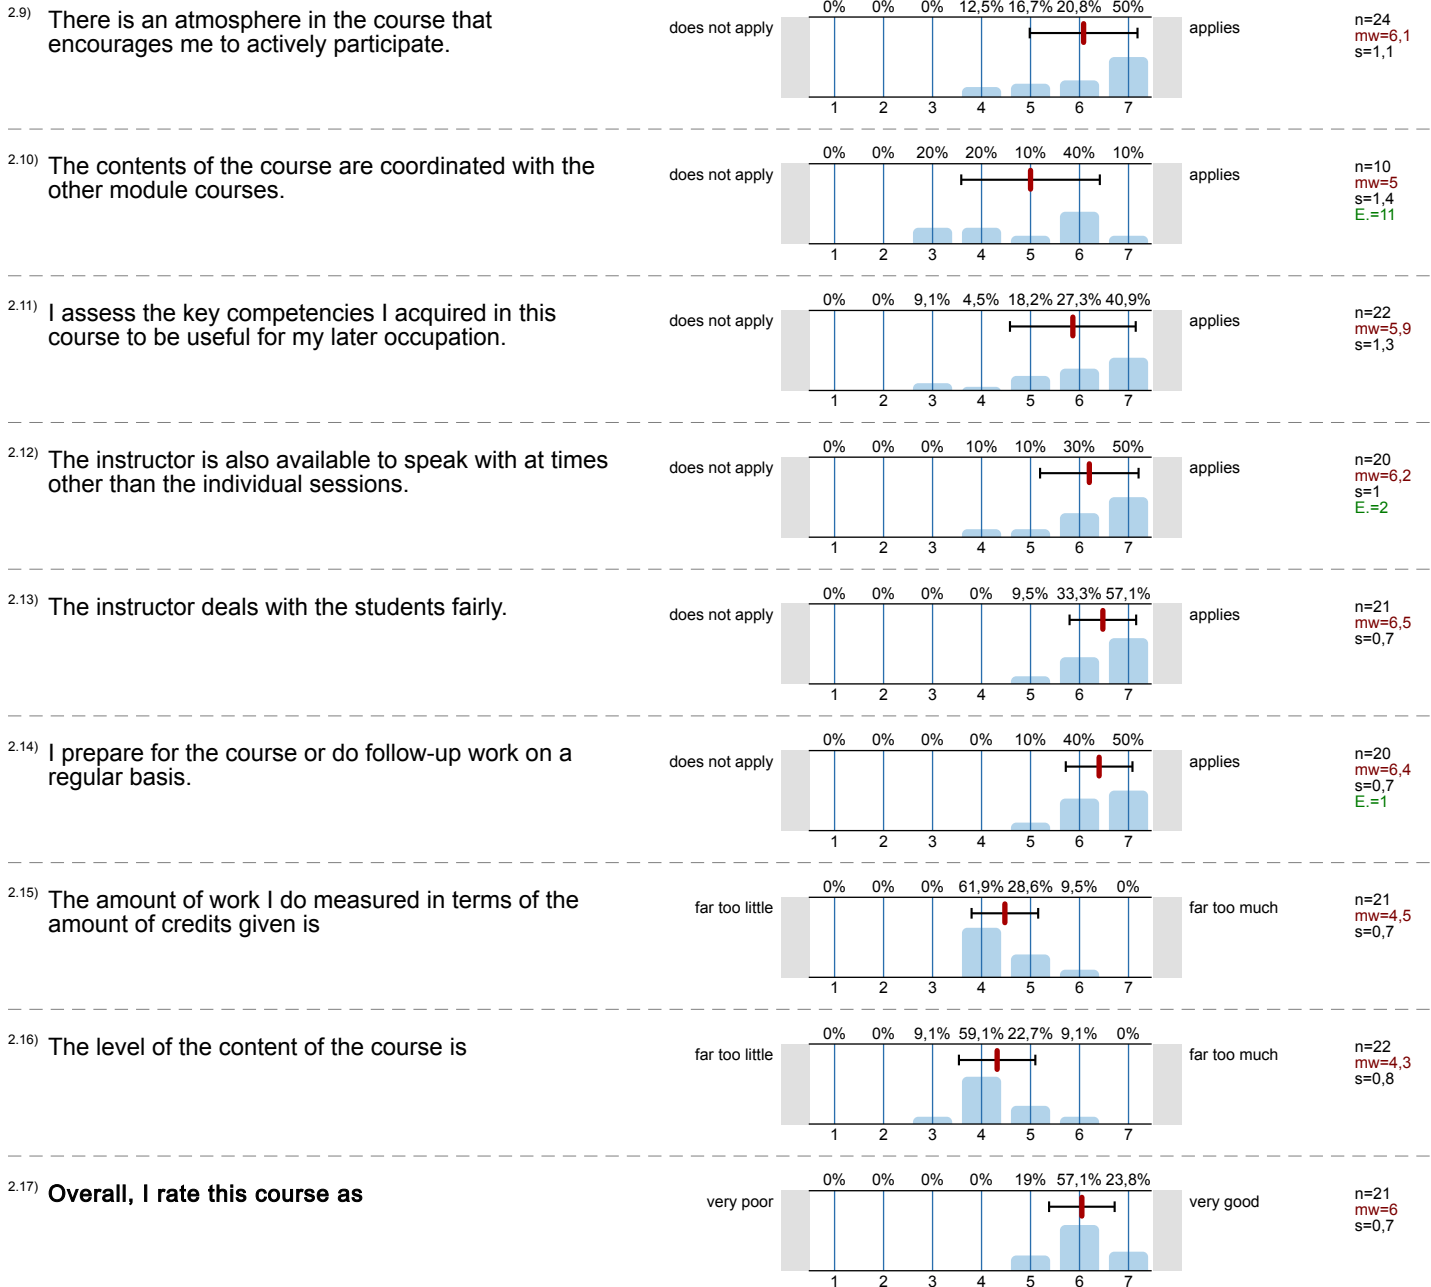 2.9) There is an atmosphere in the course that
encourages me to actively participate.
does not apply
0% 0% 0% 12,5% 16,7% 20,8% 50%
1 2 3 4 5 6 7
applies
n=24
mw=6,1
s=1,1
2.10) The contents of the course are coordinated with the
other module courses.
does not apply
0% 0% 20% 20% 10% 40% 10%
1 2 3 4 5 6 7
applies
n=10
mw=5
s=1,4
E.=11
2.11) I assess the key competencies I acquired in this
course to be useful for my later occupation.
does not apply
0% 0% 9,1% 4,5% 18,2% 27,3% 40,9%
1 2 3 4 5 6 7
applies
n=22
mw=5,9
s=1,3
2.12) The instructor is also available to speak with at times
other than the individual sessions.
does not apply
0% 0% 0% 10% 10% 30% 50%
1 2 3 4 5 6 7
applies
n=20
mw=6,2
s=1
E.=2
2.13) The instructor deals with the students fairly.
does not apply
0% 0% 0% 0% 9,5% 33,3% 57,1%
1 2 3 4 5 6 7
applies
n=21
mw=6,5
s=0,7
2.14) I prepare for the course or do follow-up work on a
regular basis.
does not apply
0% 0% 0% 0% 10% 40% 50%
1 2 3 4 5 6 7
applies
n=20
mw=6,4
s=0,7
E.=1
2.15) The amount of work I do measured in terms of the
amount of credits given is
far too little
0% 0% 0% 61,9% 28,6% 9,5% 0%
1 2 3 4 5 6 7
far too much
n=21
mw=4,5
s=0,7
2.16) The level of the content of the course is
far too little
0% 0% 9,1% 59,1% 22,7% 9,1% 0%
1 2 3 4 5 6 7
far too much
n=22
mw=4,3
s=0,8
2.17) Overall, I rate this course as
very poor
0% 0% 0% 0% 19% 57,1% 23,8%
1 2 3 4 5 6 7
very good
n=21
mw=6
s=0,7